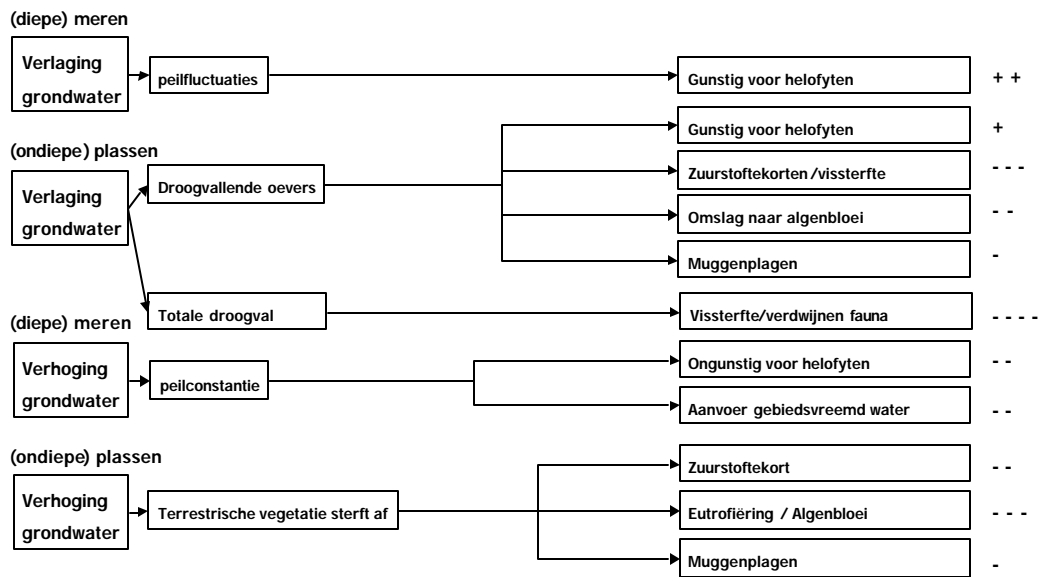 (diepe) meren
Verlaging
grondwater
peilfluctuaties
Gunstig voor helofyten
+ +
Gunstig voor helofyten
+
(ondiepe) plassen
Verlaging
grondwater
Droogvallende oevers
Zuurstoftekorten/vissterfte
- - -
Omslag naar algenbloei
- -
Muggenplagen
-
Totale droogval
Vissterfte/verdwijnen fauna
- - - -
(diepe) meren
Verhoging
grondwater
peilconstantie
Ongunstig voor helofyten
- -
Aanvoer gebiedsvreemd water
- -
(ondiepe) plassen
Verhoging
grondwater
Terrestrische vegetatie sterft af
Zuurstoftekort
- -
Eutrofiëring / Algenbloei
- - -
Muggenplagen
-